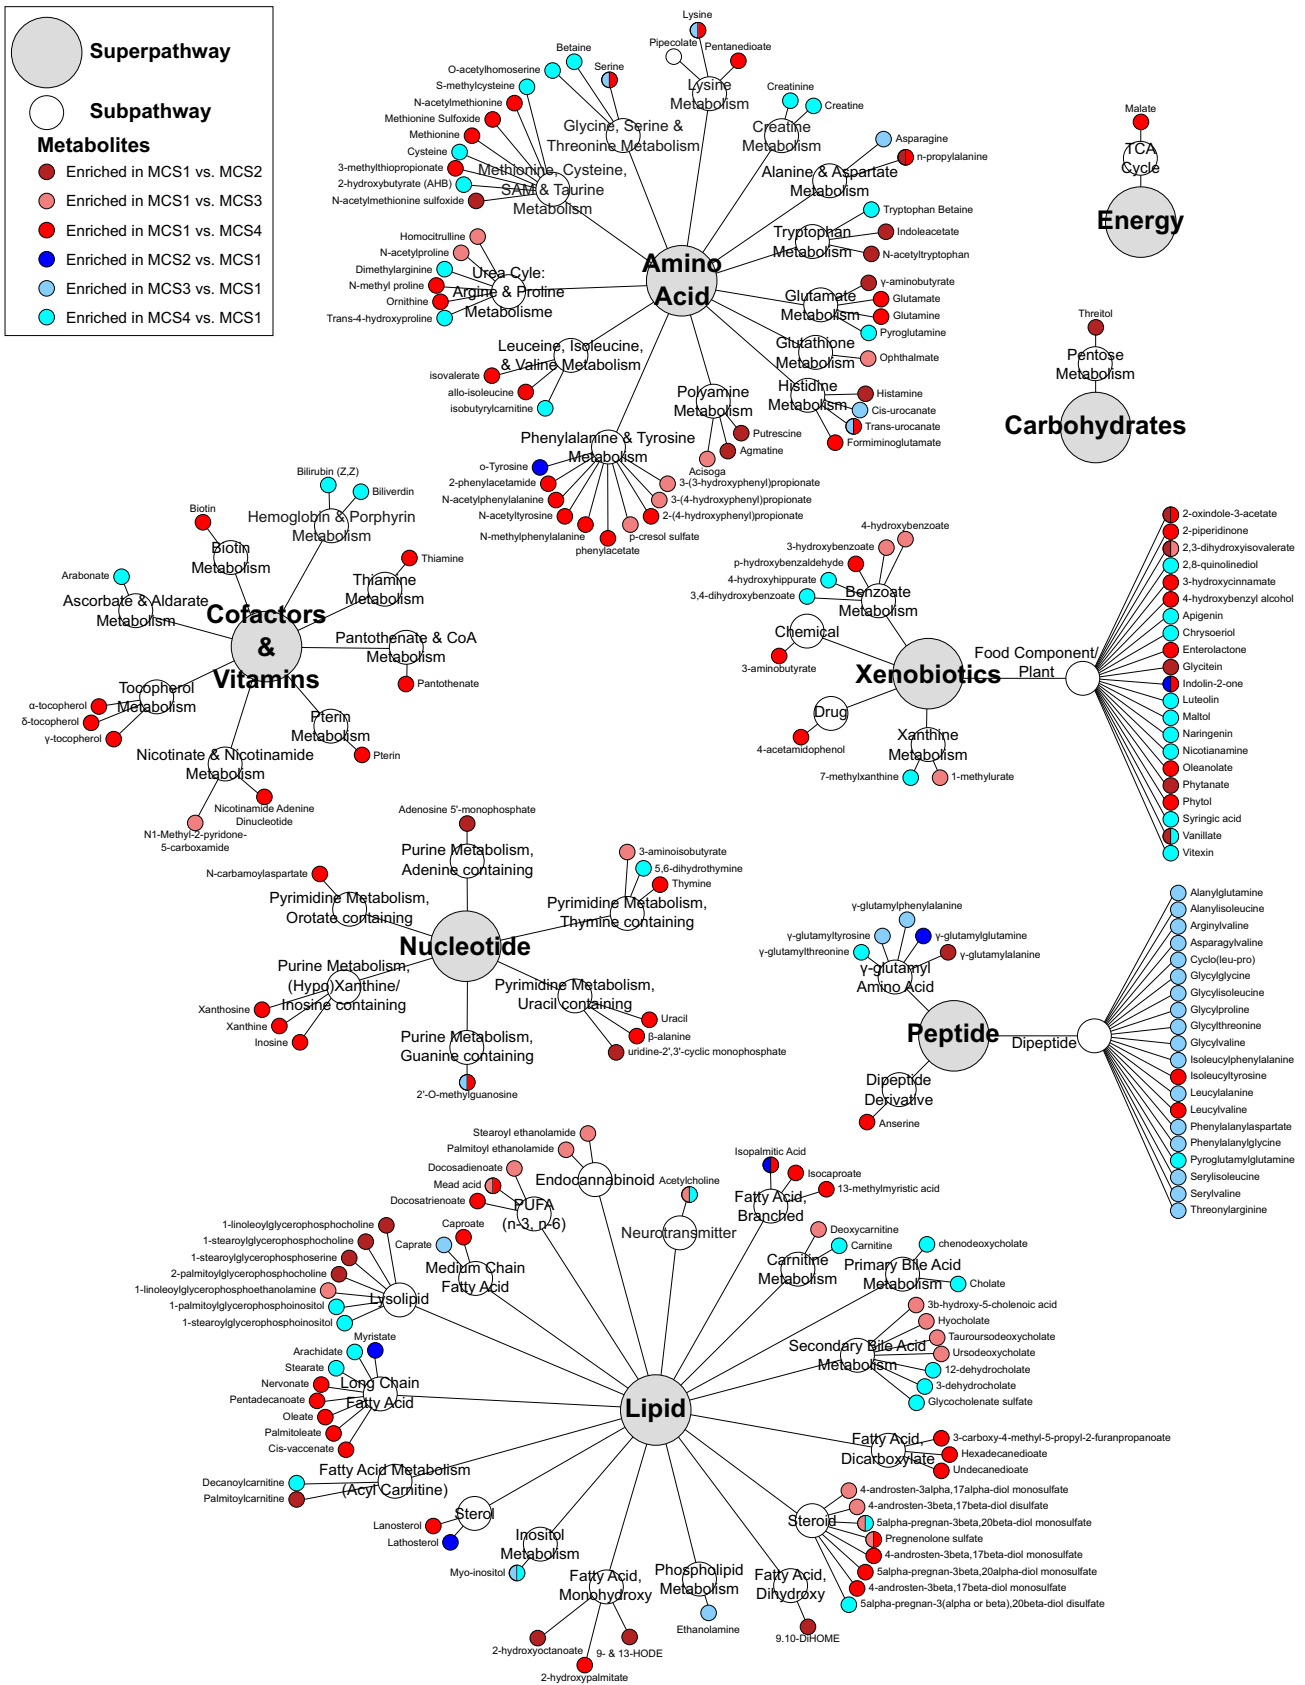 Superpathway
Subpathway
Metabolites
Enriched in MCS1 vs. MCS2
Enriched in MCS1 vs. MCS3
Enriched in MCS1 vs. MCS4
Enriched in MCS2 vs. MCS1
Enriched in MCS3 vs. MCS1
Enriched in MCS4 vs. MCS1
Amino
Acid
Lysine
Pipecolate
Pentanedioate
Lysine
Metabolism
Betaine
O-acetylhomoserine
Serine
Glycine, Serine &
Threonine Metabolism
S-methylcysteine
N-acetylmethionine
Methionine Sulfoxide
Methionine
Cysteine
3-methylthiopropionate
2-hydroxybutyrate (AHB)
N-acetylmethionine sulfoxide
Methionine, Cysteine,
SAM & Taurine
Metabolism
Creatinine
Creatine
Creatine
Metabolism
Asparagine
n-propylalanine
Alanine & Aspartate
Metabolism
Tryptophan Betaine
Indoleacetate
N-acetyltryptophan
Tryptophan
Metabolism
Homocitrulline
N-acetylproline
Dimethylarginine
N-methyl proline
Ornithine
Trans-4-hydroxyproline
Urea Cyle:
Argine & Proline
Metabolisme
γ-aminobutyrate
Glutamate
Glutamine
Pyroglutamine
Glutamate
Metabolism
Glutathione
Metabolism
Ophthalmate
Leuceine, Isoleucine,
& Valine Metabolism
isovalerate
allo-isoleucine
isobutyrylcarnitine
Polyamine
Metabolism
Putrescine
Agmatine
Acisoga
Histidine
Metabolism
Histamine
Cis-urocanate
Trans-urocanate
Formiminoglutamate
Phenylalanine & Tyrosine
Metabolism
o-Tyrosine
2-phenylacetamide
N-acetylphenylalanine
N-acetyltyrosine
N-methylphenylalanine
phenylacetate
p-cresol sulfate
2-(4-hydroxyphenyl)propionate
3-(4-hydroxyphenyl)propionate
3-(3-hydroxyphenyl)propionate
Malate
TCA
Cycle
Energy
Threitol
Pentose
Metabolism
Carbohydrates
Cofactors
&
Vitamins
Bilirubin (Z,Z)
Biliverdin
Hemoglobin & Porphyrin
Metabolism
Biotin
Biotin
Metabolism
Arabonate
Ascorbate & Aldarate
Metabolism
Thiamine
Thiamine
Metabolism
Pantothenate & CoA
Metabolism
Pantothenate
Tocopherol
Metabolism
α-tocopherol
δ-tocopherol
γ-tocopherol
Pterin
Metabolism
Pterin
Nicotinate & Nicotinamide
Metabolism
Nicotinamide Adenine
Dinucleotide
N1-Methyl-2-pyridone-
5-carboxamide
Xenobiotics
4-hydroxybenzoate
3-hydroxybenzoate
p-hydroxybenzaldehyde
4-hydroxyhippurate
3,4-dihydroxybenzoate
Benzoate
Metabolism
Chemical
3-aminobutyrate
Drug
4-acetamidophenol
Xanthine
Metabolism
7-methylxanthine
1-methylurate
Food Component/
Plant
2-oxindole-3-acetate
2-piperidinone
2,3-dihydroxyisovalerate
2,8-quinolinediol
3-hydroxycinnamate
4-hydroxybenzyl alcohol
Apigenin
Chrysoeriol
Enterolactone
Glycitein
Indolin-2-one
Luteolin
Maltol
Naringenin
Nicotianamine
Oleanolate
Phytanate
Phytol
Syringic acid
Vanillate
Vitexin
Nucleotide
Adenosine 5'-monophosphate
Purine Metabolism,
Adenine containing
N-carbamoylaspartate
Pyrimidine Metabolism,
Orotate containing
3-aminoisobutyrate
5,6-dihydrothymine
Thymine
Pyrimidine Metabolism,
Thymine containing
Purine Metabolism,
(Hypo)Xanthine/
Inosine containing
Xanthosine
Xanthine
Inosine
Pyrimidine Metabolism,
Uracil containing
Uracil
β-alanine
uridine-2',3'-cyclic monophosphate
Purine Metabolism,
Guanine containing
2'-O-methylguanosine
Peptide
γ-glutamylphenylalanine
γ-glutamyltyrosine
γ-glutamylglutamine
γ-glutamylthreonine
γ-glutamylalanine
γ-glutamyl
Amino Acid
Dipeptide
Dipeptide
Derivative
Anserine
Alanylglutamine
Alanylisoleucine
Arginylvaline
Asparagylvaline
Cyclo(leu-pro)
Glycylglycine
Glycylisoleucine
Glycylproline
Glycylthreonine
Glycylvaline
Isoleucylphenylalanine
Isoleucyltyrosine
Leucylalanine
Leucylvaline
Phenylalanylaspartate
Phenylalanylglycine
Pyroglutamylglutamine
Serylisoleucine
Serylvaline
Threonylarginine
Lipid
Stearoyl ethanolamide
Palmitoyl ethanolamide
Endocannabinoid
Docosadienoate
Mead acid
Docosatrienoate
PUFA
(n-3, n-6)
Acetylcholine
Neurotransmitter
Isopalmitic Acid
Isocaproate
13-methylmyristic acid
Fatty Acid,
Branched
Caproate
Caprate
Medium Chain
Fatty Acid
Deoxycarnitine
Carnitine
Carnitine
Metabolism
chenodeoxycholate
Cholate
Primary Bile Acid
Metabolism
1-linoleoylglycerophosphocholine
1-stearoylglycerophosphocholine
1-stearoylglycerophosphoserine
2-palmitoylglycerophosphocholine
1-linoleoylglycerophosphoethanolamine
1-palmitoylglycerophosphoinositol
1-stearoylglycerophosphoinositol
Lysolipid
3b-hydroxy-5-cholenoic acid
Hyocholate
Tauroursodeoxycholate
Ursodeoxycholate
12-dehydrocholate
3-dehydrocholate
Glycocholenate sulfate
Secondary Bile Acid
Metabolism
Myristate
Arachidate
Stearate
Nervonate
Pentadecanoate
Oleate
Palmitoleate
Cis-vaccenate
Long Chain
Fatty Acid
Fatty Acid,
Dicarboxylate
3-carboxy-4-methyl-5-propyl-2-furanpropanoate
Hexadecanedioate
Undecanedioate
Decanoylcarnitine
Palmitoylcarnitine
Fatty Acid Metabolism
(Acyl Carnitine)
Sterol
Lanosterol
Lathosterol
Steroid
4-androsten-3alpha,17alpha-diol monosulfate
4-androsten-3beta,17beta-diol disulfate
5alpha-pregnan-3beta,20beta-diol monosulfate
Pregnenolone sulfate
4-androsten-3beta,17beta-diol monosulfate
5alpha-pregnan-3beta,20alpha-diol monosulfate
4-androsten-3beta,17beta-diol monosulfate
5alpha-pregnan-3(alpha or beta),20beta-diol disulfate
Inositol
Metabolism
Myo-inositol
Fatty Acid,
Monohydroxy
2-hydroxyoctanoate
9- & 13-HODE
2-hydroxypalmitate
Phospholipid
Metabolism
Ethanolamine
Fatty Acid,
Dihydroxy
9.10-DiHOME